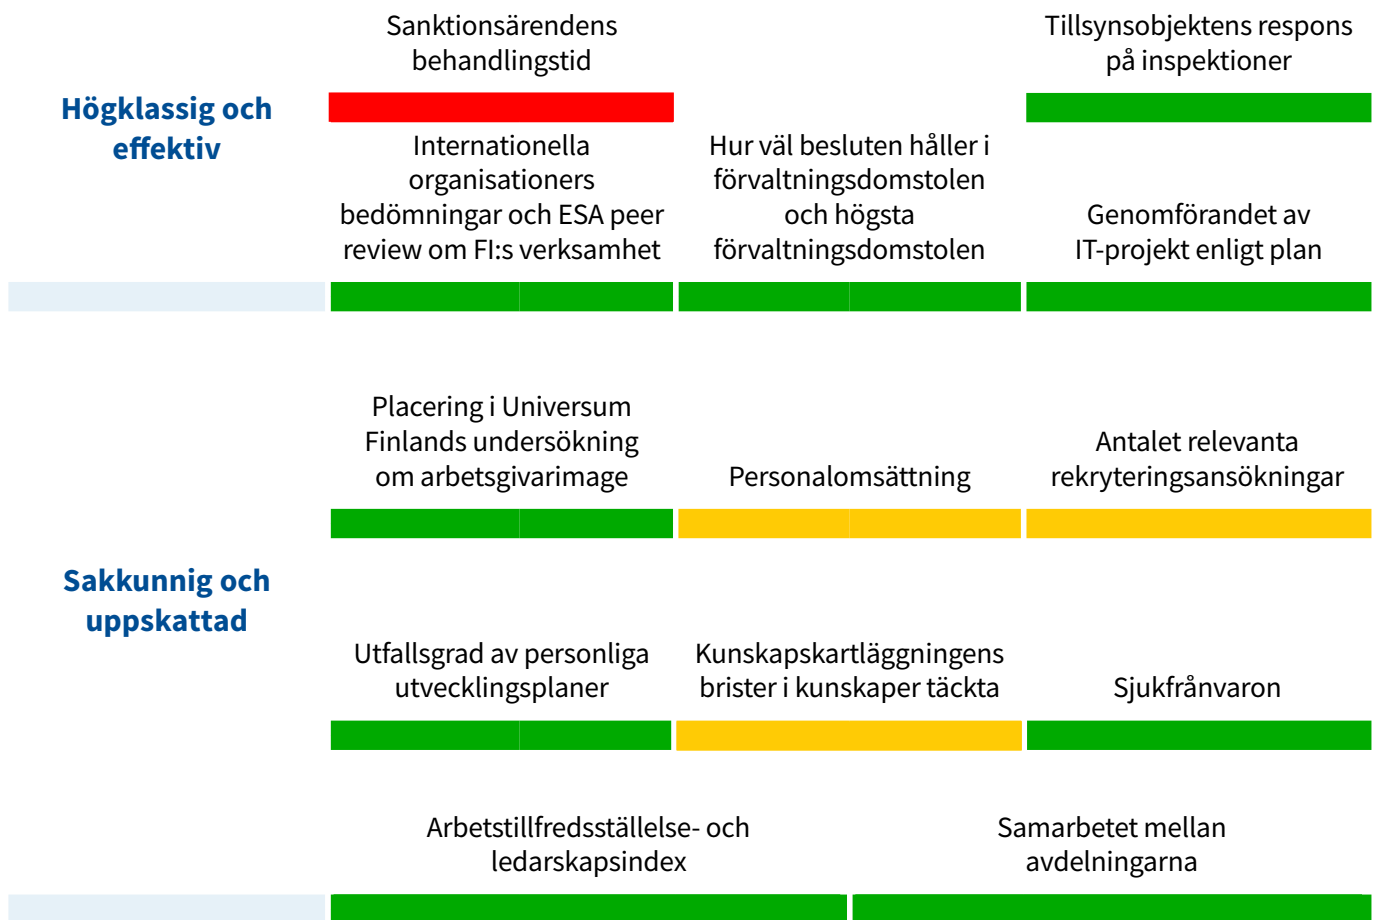 Högklassig och
effektiv
Sanktionsärendens
behandlingstid
Tillsynsobjektens respons
på inspektioner
Internationella
organisationers
bedömningar och ESA peer
review om FI:s verksamhet
Hur väl besluten håller i
förvaltningsdomstolen
och högsta
förvaltningsdomstolen
Genomförandet av
IT-projekt enligt plan
Sakkunnig och
uppskattad
Placering i Universum
Finlands undersökning
om arbetsgivarimage
Personalomsättning
Antalet relevanta
rekryteringsansökningar
Utfallsgrad av personliga
utvecklingsplaner
Kunskapskartläggningens
brister i kunskaper täckta
Sjukfrånvaron
Arbetstillfredsställelse- och
ledarskapsindex
Samarbetet mellan
avdelningarna